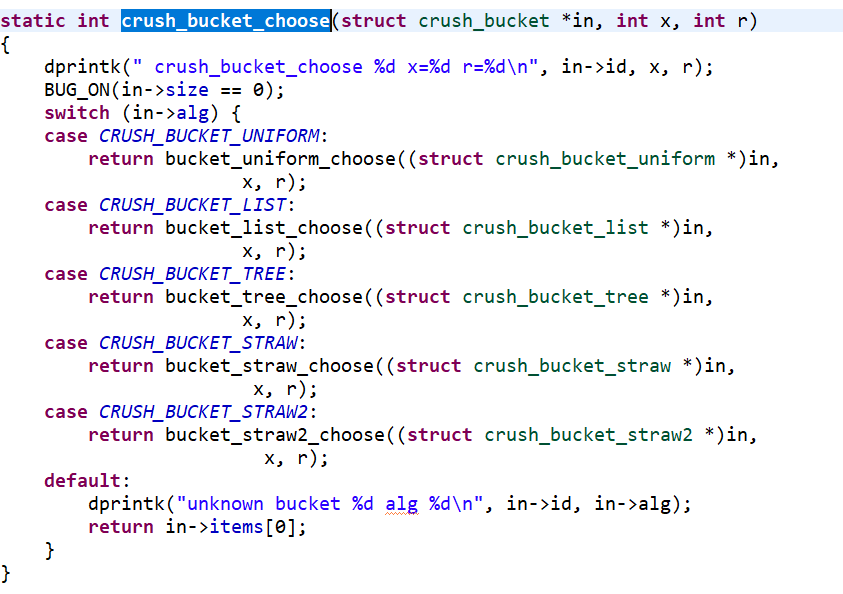 static int crush_bucket_choose(struct crush_bucket *in, int x, int r)
{
    dprintk(" crush_bucket_choose %d x=%d r=%d\n", in->id, x, r);
    BUG_ON(in->size == 0);
    switch (in->alg) {
    case CRUSH_BUCKET_UNIFORM:
        return bucket_uniform_choose((struct crush_bucket_uniform *)in,
                      x, r);
    case CRUSH_BUCKET_LIST:
        return bucket_list_choose((struct crush_bucket_list *)in,
                      x, r);
    case CRUSH_BUCKET_TREE:
        return bucket_tree_choose((struct crush_bucket_tree *)in,
                      x, r);
    case CRUSH_BUCKET_STRAW:
        return bucket_straw_choose((struct crush_bucket_straw *)in,
                       x, r);
    case CRUSH_BUCKET_STRAW2:
        return bucket_straw2_choose((struct crush_bucket_straw2 *)in,
                        x, r);
    default:
        dprintk("unknown bucket %d alg %d\n", in->id, in->alg);
        return in->items[0];
    }
}